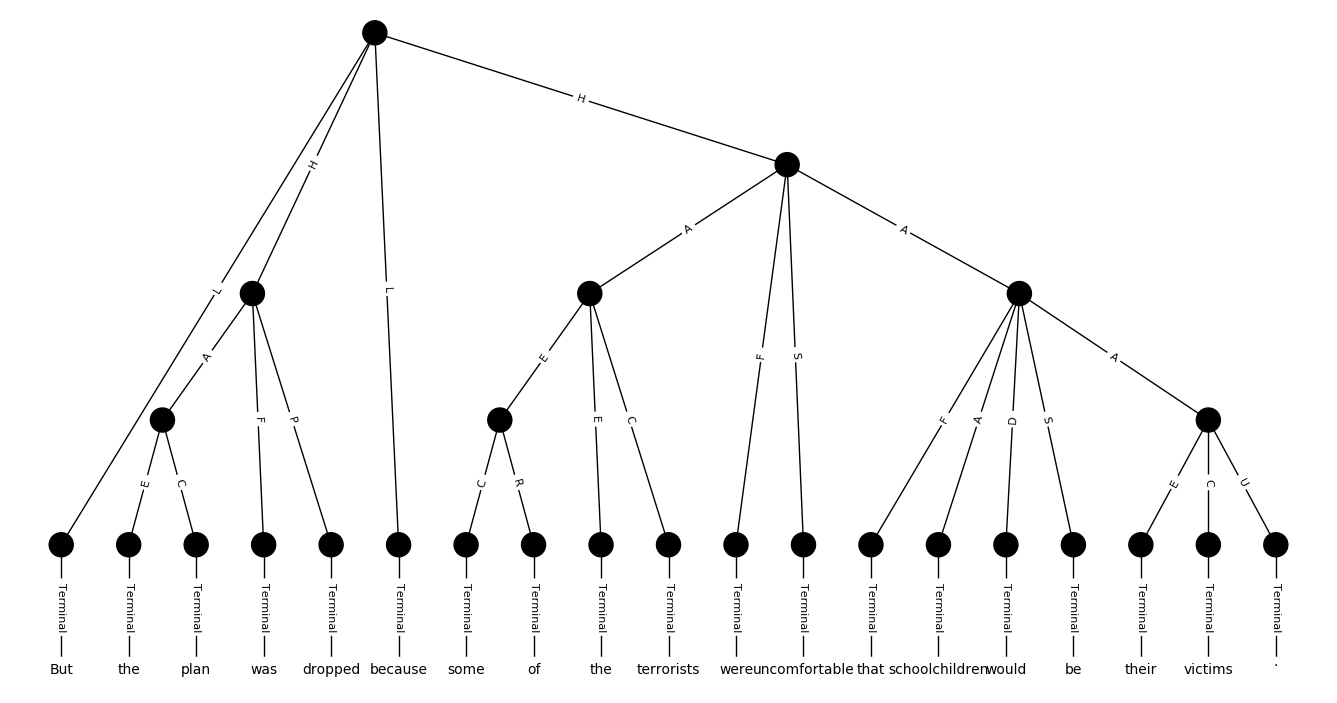 H
H
L
L
A
A
A
F
P
E
C
E
E
C
C
R
F
S
F
A
D
S
A
E
C
U
Terminal Terminal Terminal Terminal Terminal Terminal Terminal Terminal Terminal Terminal Terminal Terminal Terminal Terminal Terminal Terminal Terminal Terminal Terminal
But the plan was dropped because some of the terrorists were uncomfortable that schoolchildren would be their victims .